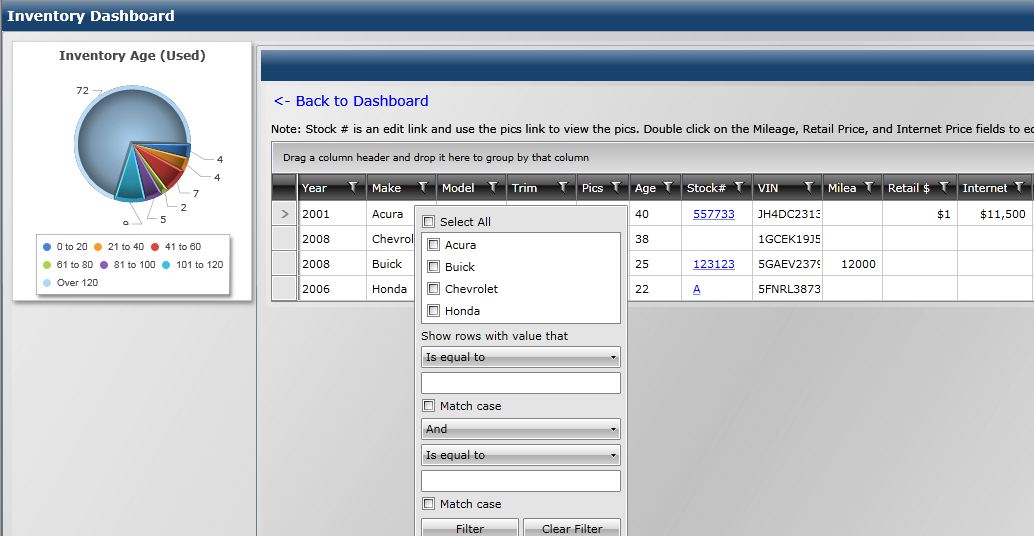 Inventory Dashboard
Inventory Age (Used)
72
4
4
7
2
5
9
0 to 20 21 to 40 41 to 60
61 to 80 81 to 100 101 to 120
Over 120
<- Back to Dashboard
Note: Stock # is an edit link and use the pics link to view the pics. Double click on the Mileage, Retail Price, and Internet Price fields to
Drag a column header and drop it here to group by that column
Year Make Model Trim Pics Age Stock# VIN Milea Retail $ Internet
2001 Acura 40 557733 JH4DC2313 $1 $11,500
2008 Chevrol 38 1GCEK19J5
2008 Buick 25 123123 5GAEV2379 12000
2006 Honda 22 A 5FNRL3873
Select All
Acura
Buick
Chevrolet
Honda
Show rows with value that
Is equal to
Match case
And
Is equal to
Match case
Filter Clear Filter